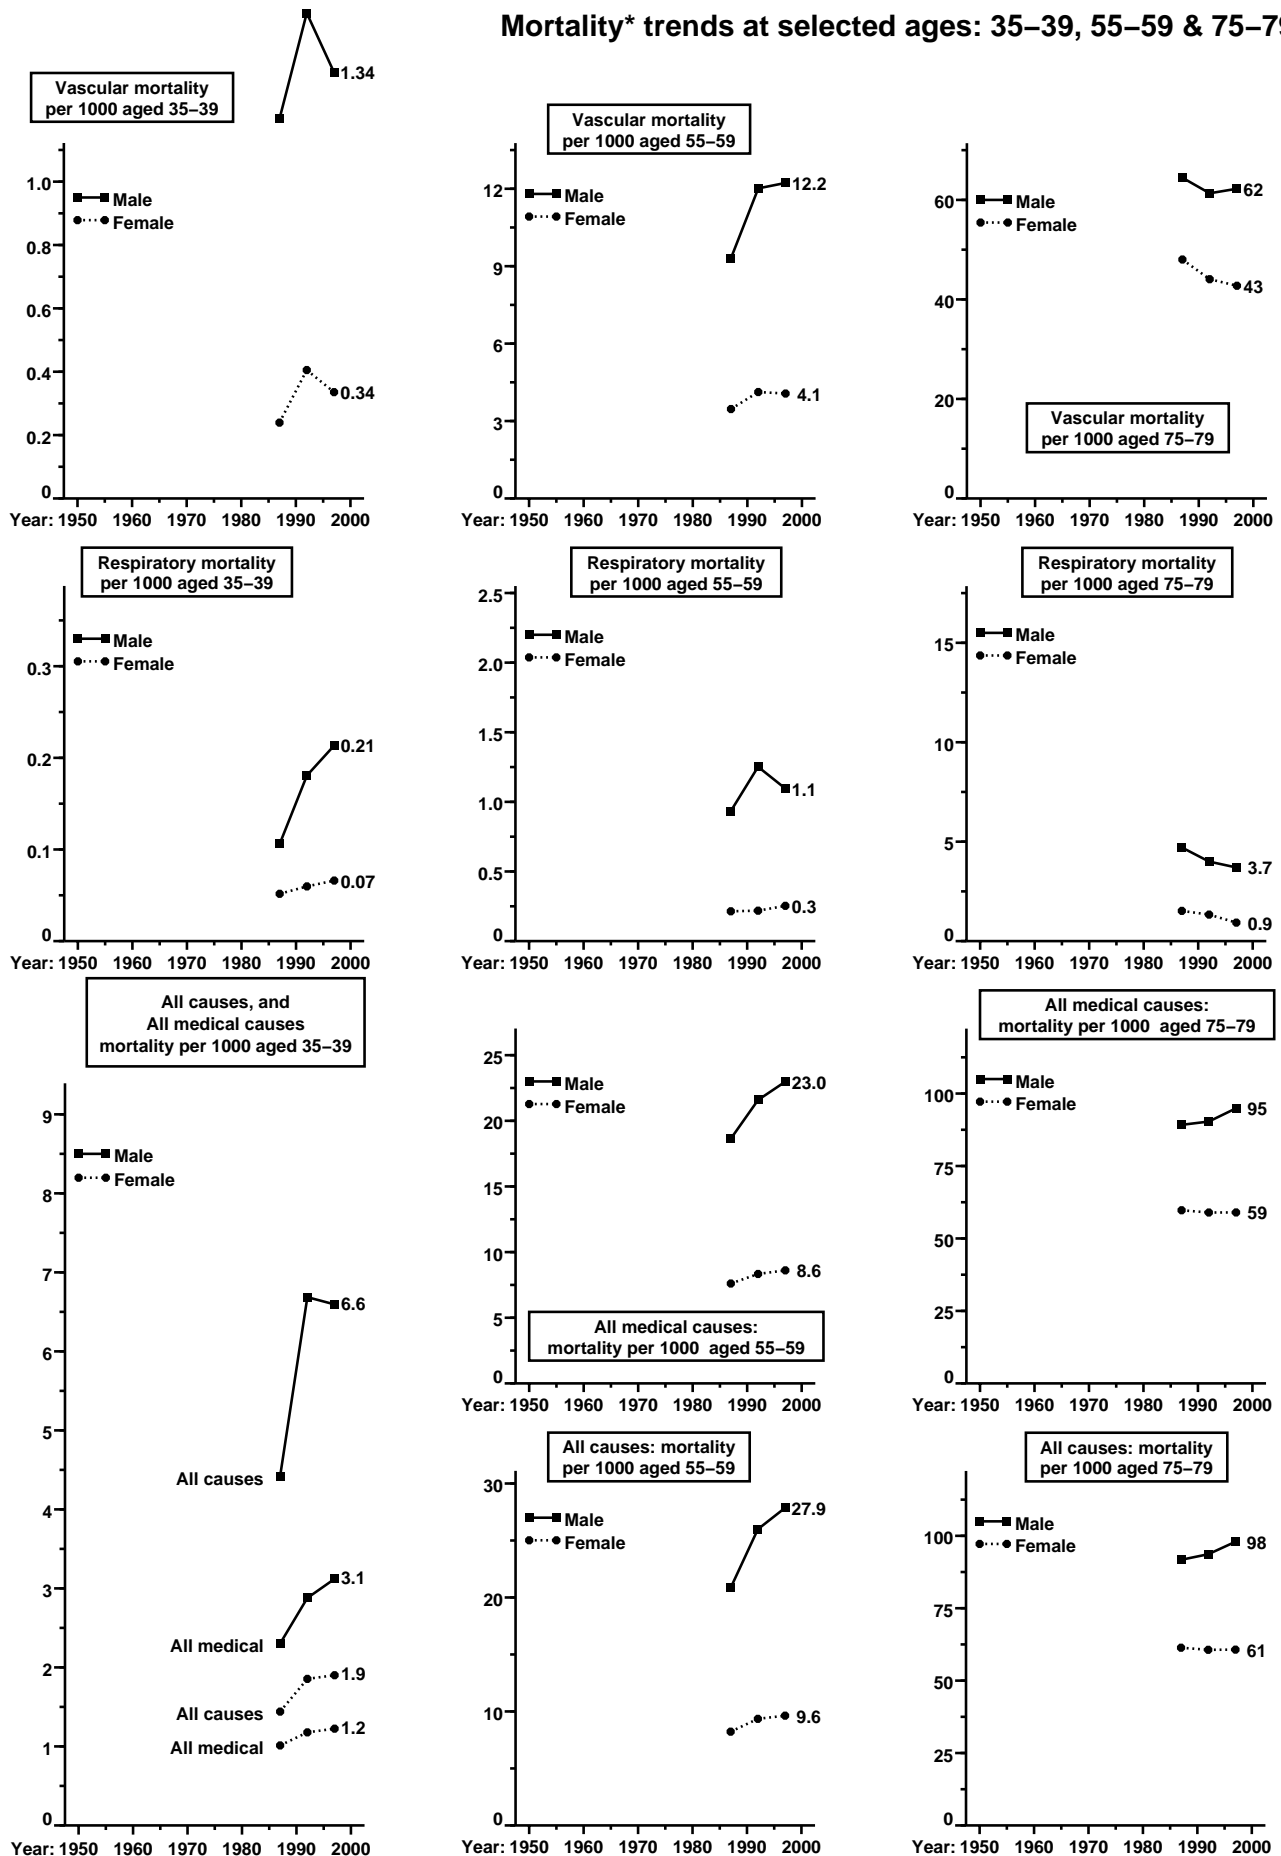 Mortality* trends at selected ages: 35–39, 55–59 & 75–79
Vascular mortality
per 1000 aged 35–39
1.34
1.0
0.8
0.6
0.4
0.2
0
Male
Female
0.34
Year: 1950 1960 1970 1980 1990 2000
Vascular mortality
per 1000 aged 55–59
12
9
6
3
0
Male
Female
12.2
4.1
Year: 1950 1960 1970 1980 1990 2000
60
40
20
0
Male
Female
62
43
Vascular mortality
per 1000 aged 75–79
Year: 1950 1960 1970 1980 1990 2000
Respiratory mortality
per 1000 aged 35–39
0.3
0.2
0.1
0
Male
Female
0.21
0.07
Year: 1950 1960 1970 1980 1990 2000
Respiratory mortality
per 1000 aged 55–59
2.5
2.0
1.5
1.0
0.5
0
Male
Female
1.1
0.3
Year: 1950 1960 1970 1980 1990 2000
Respiratory mortality
per 1000 aged 75–79
15
10
5
0
Male
Female
3.7
0.9
Year: 1950 1960 1970 1980 1990 2000
All causes, and
All medical causes
mortality per 1000 aged 35–39
9
8
7
6
5
4
3
2
1
0
Male
Female
6.6
All causes
3.1
All medical
1.9
All causes
1.2
All medical
Year: 1950 1960 1970 1980 1990 2000
25
20
15
10
5
0
Male
Female
23.0
8.6
All medical causes:
mortality per 1000 aged 55–59
Year: 1950 1960 1970 1980 1990 2000
All medical causes:
mortality per 1000 aged 75–79
100
75
50
25
0
Male
Female
95
59
Year: 1950 1960 1970 1980 1990 2000
All causes: mortality
per 1000 aged 55–59
30
20
10
0
Male
Female
27.9
9.6
Year: 1950 1960 1970 1980 1990 2000
All causes: mortality
per 1000 aged 75–79
100
75
50
25
0
Male
Female
98
61
Year: 1950 1960 1970 1980 1990 2000